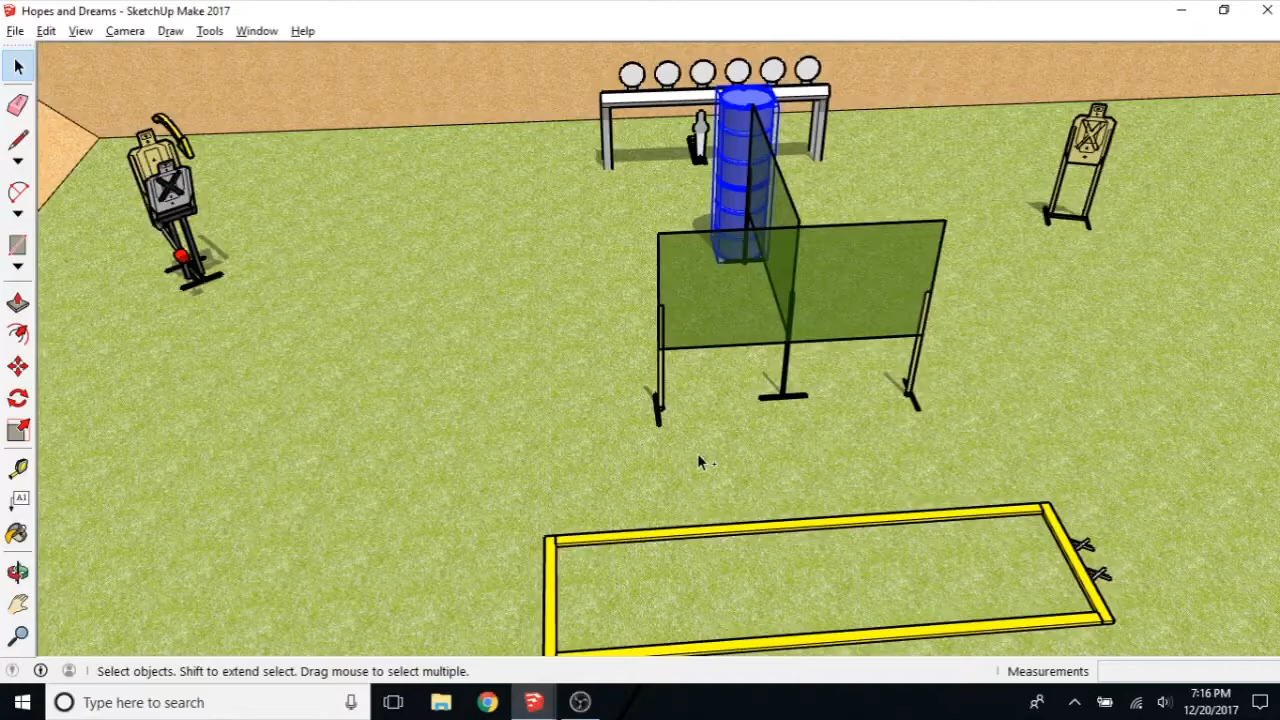 Hopes and Dreams - SketchUp Make 2017
File Edit View Camera Draw Tools Window Help
A1
Select objects. Shift to extend select. Drag mouse to select multiple.
Measurements
Type here to search
7:16 PM
12/20/2017